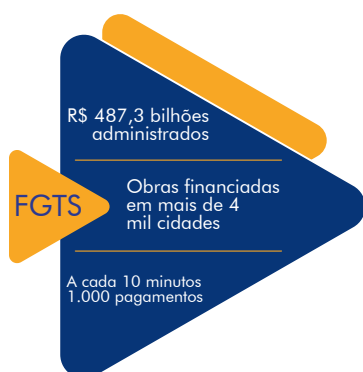 R$ 487,3 bilhões
administrados
FGTS
Obras financiadas
em mais de 4
mil cidades
A cada 10 minutos
1.000 pagamentos